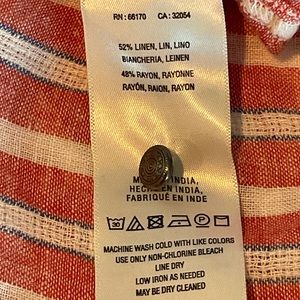 RN : 66170 CA : 32054
52% LINEN, LIN, LINO
BIANCHERIA, LEINEN
48% RAYON, RAYONNE
RAYÓN, RAION, RAYON
INDIA,
EN INDIA,
FABRIQUÉ EN INDE
MACHINE WASH COLD WITH LIKE COLORS
USE ONLY NON-CHLORINE BLEACH
LINE DRY
LOW IRON AS NEEDED
MAY BE DRY CLEANED